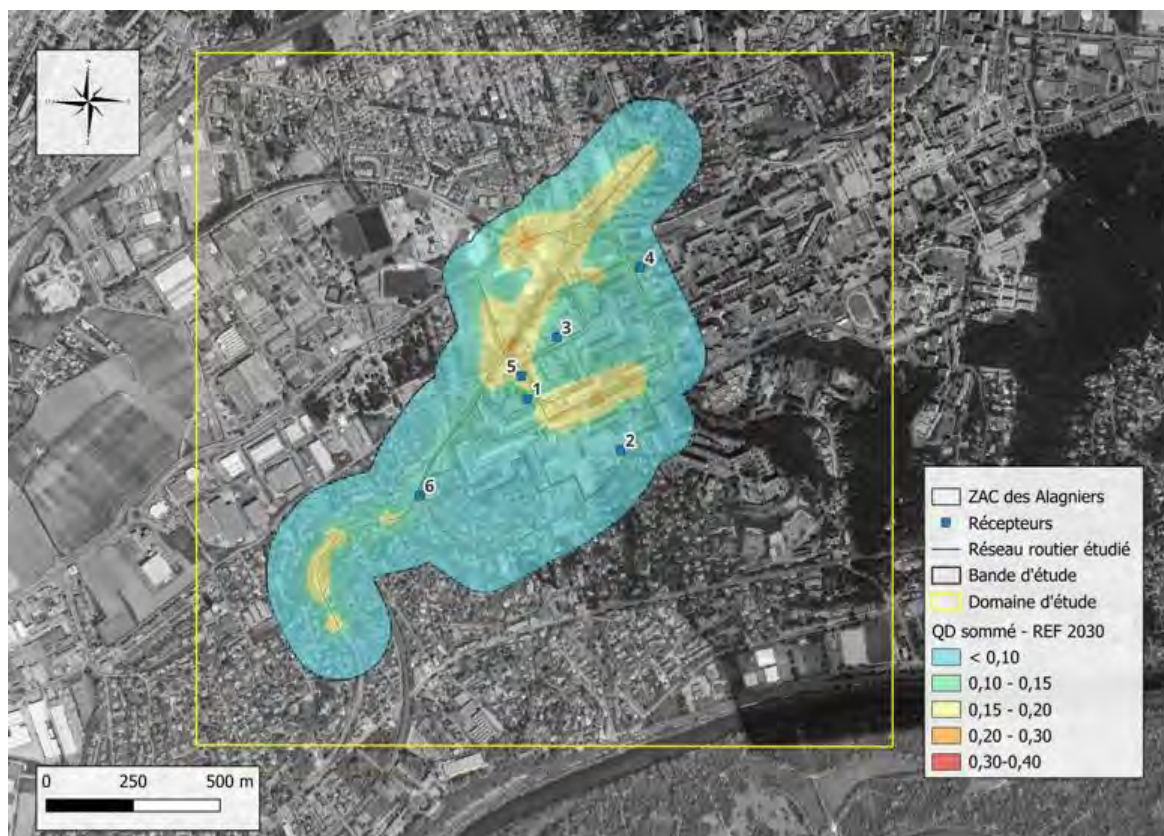 N
S
4
3
5
1
2
6
ZAC des Alagniers
Récepteurs
Réseau routier étudié
Bande d'étude
Domaine d'étude
QD sommé - REF 2030
< 0,10
0,10 - 0,15
0,15 - 0,20
0,20 - 0,30
0,30-0,40
0 250 500 m